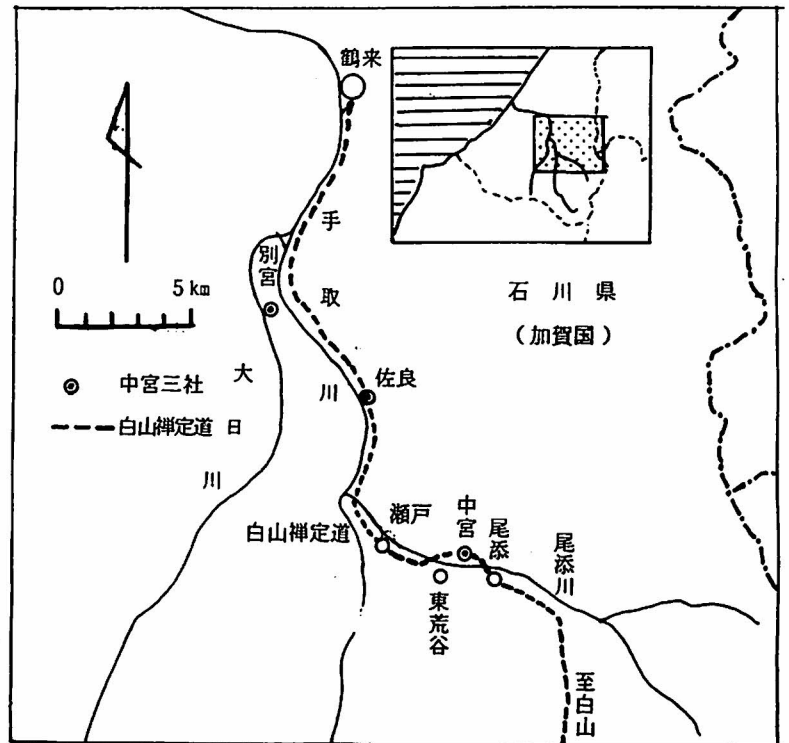 鶴来
手取川
別宮
0 5km
石川県
(加賀国)
中宮三社
白山禅定道
大日川
佐良
白山禅定道
瀬戸
中宮
尾添
尾添川
東荒谷
至白山